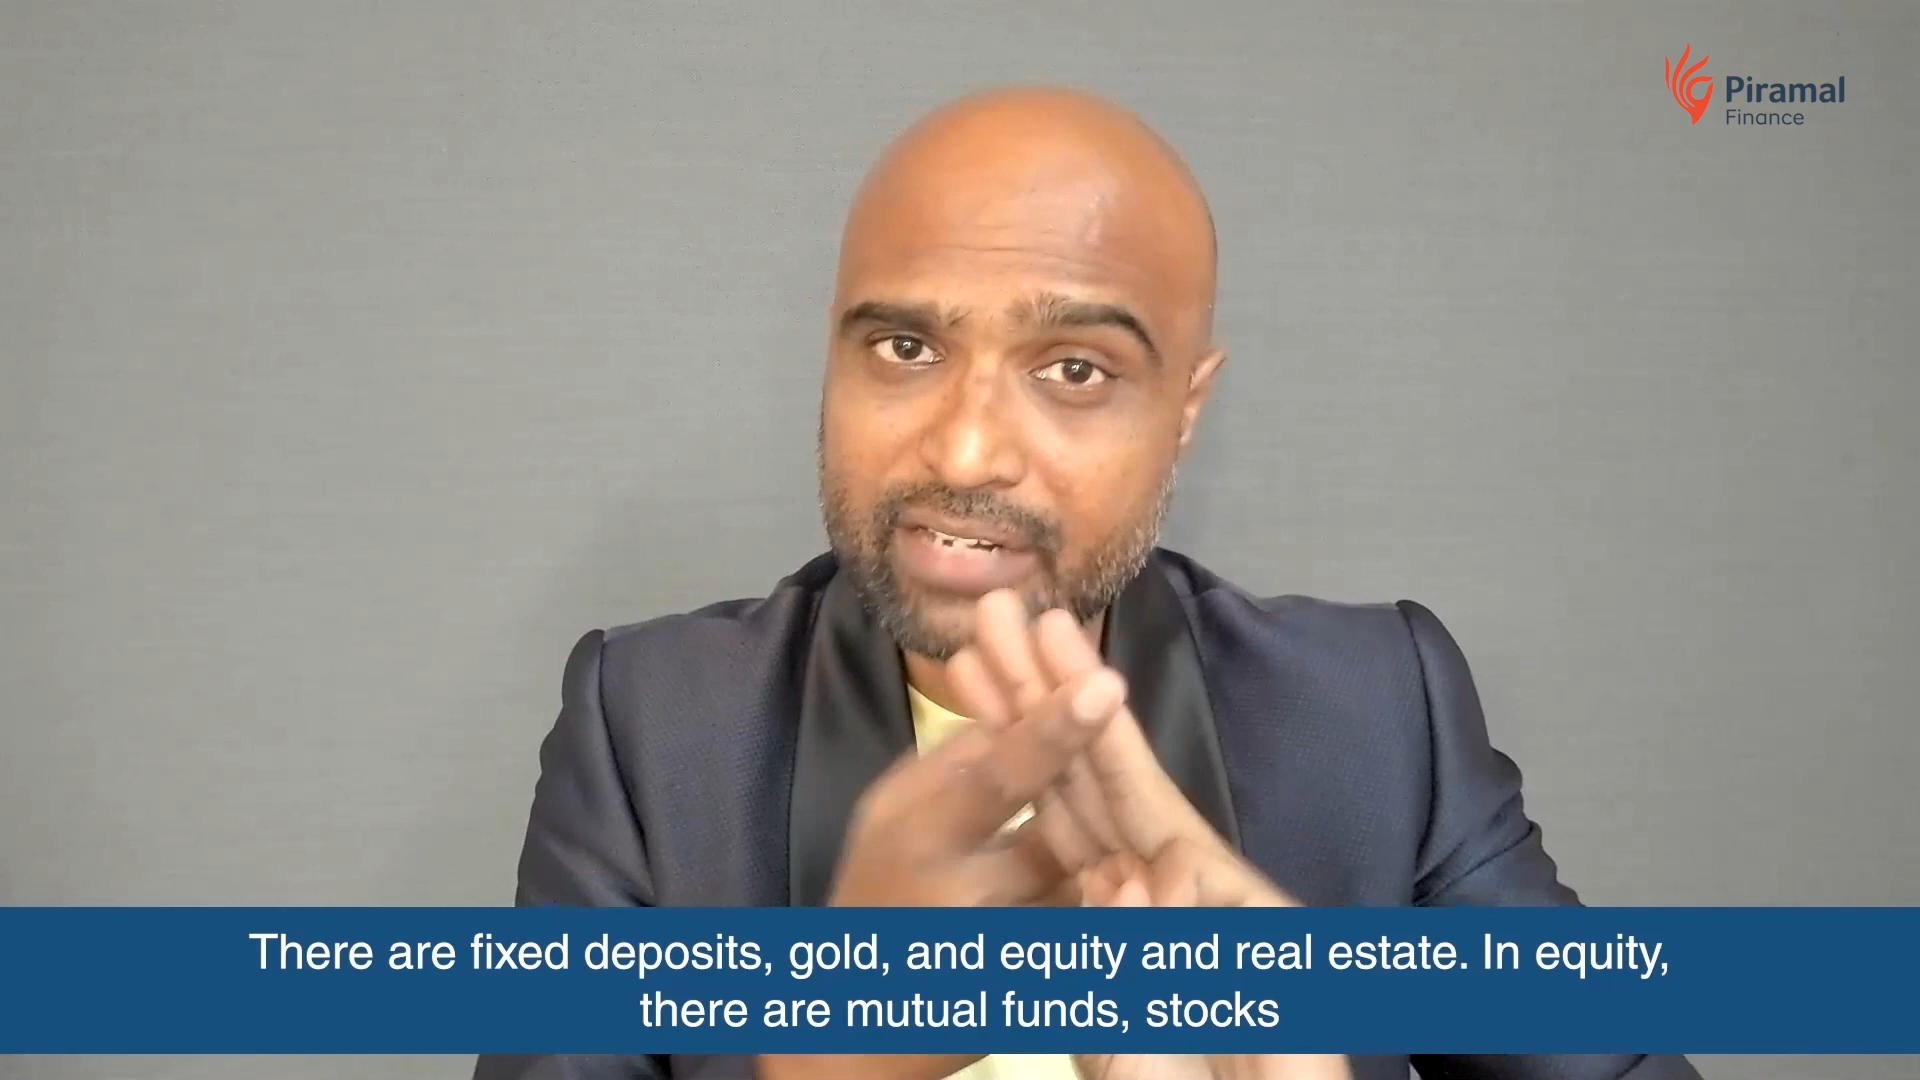 Piramal
Finance
There are fixed deposits, gold, and equity and real estate. In equity,
there are mutual funds, stocks